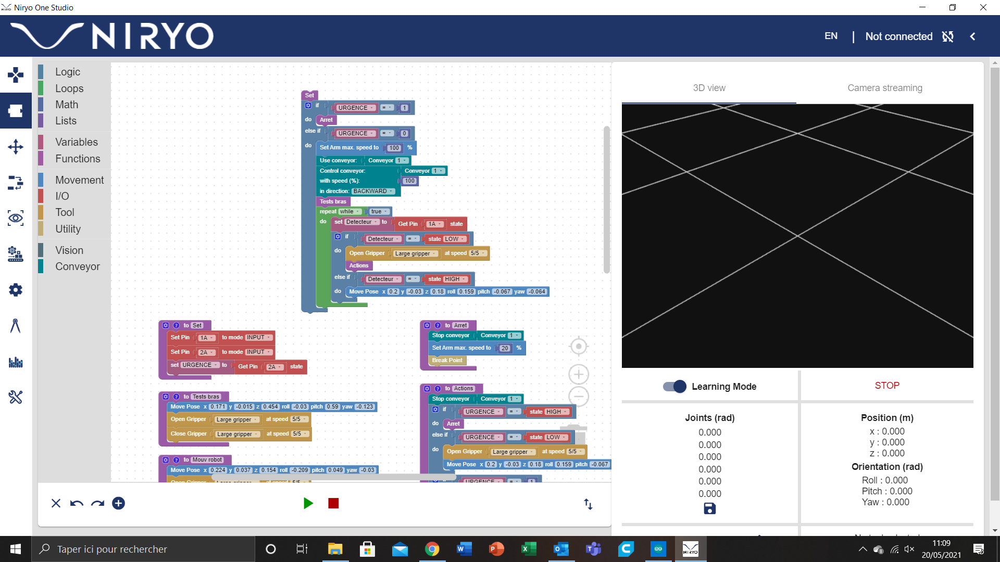 Niryo One Studio
NIRYO
EN | Not connected
Logic
Loops
Math
Lists
Variables
Functions
Movement
I/O
Tool
Utility
Vision
Conveyor
Set
if URGENCE = 1
do Arret
else if URGENCE = 0
do Set Arm max. speed to 100 %
Use conveyor: Conveyor 1
Control conveyor: Conveyor 1
with speed (%): 100
in direction: BACKWARD
Tests bras
repeat while true
do set Detecteur to Get Pin 1A state
if Detecteur = state LOW
do Open Gripper Large gripper at speed 5/5
Actions
else if Detecteur = state HIGH
do Move Pose x 0.2 y -0.03 z 0.18 roll 0.159 pitch -0.067 yaw -0.064
to Set
Set Pin 1A to mode INPUT
Set Pin 2A to mode INPUT
set URGENCE to Get Pin 2A state
to Tests bras
Move Pose x 0.171 y -0.015 z 0.454 roll -0.03 pitch 0.59 yaw -0.123
Open Gripper Large gripper at speed 5/5
Close Gripper Large gripper at speed 5/5
to Mouv robot
Move Pose x 0.224 y 0.037 z 0.154 roll -0.209 pitch 0.049 yaw -0.03
to Arret
Stop conveyor Conveyor 1
Set Arm max. speed to 20 %
Break Point
to Actions
Stop conveyor Conveyor 1
if URGENCE = state HIGH
do Arret
else if URGENCE = state LOW
do Open Gripper Large gripper at speed 5/5
Move Pose x 0.2 y -0.03 z 0.18 roll 0.159 pitch -0.067
URGENCE = 1
3D view
Camera streaming
Learning Mode
STOP
Joints (rad)
0.000
0.000
0.000
0.000
0.000
0.000
Position (m)
x : 0.000
y : 0.000
z : 0.000
Orientation (rad)
Roll : 0.000
Pitch : 0.000
Yaw : 0.000
Taper ici pour rechercher
NIRYO
11:09
20/05/2021